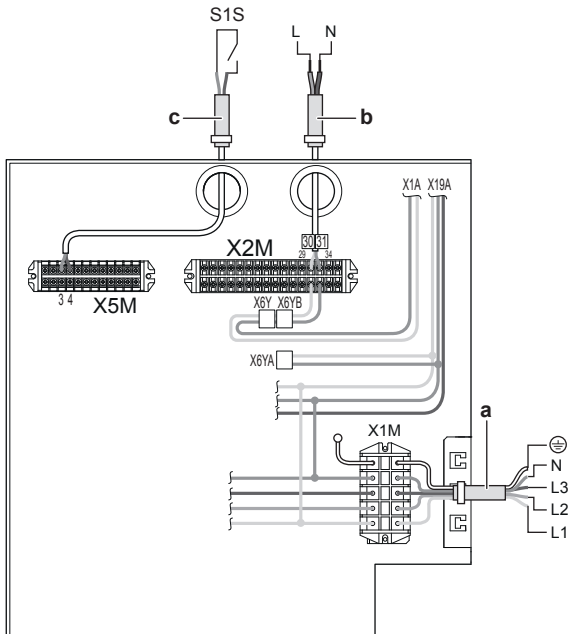 S1S
L N
c
b
X1A X19A
30 31
29 34
X2M
3 4
X5M
X6Y X6YB
X6YA
a
X1M
N
L3
L2
L1